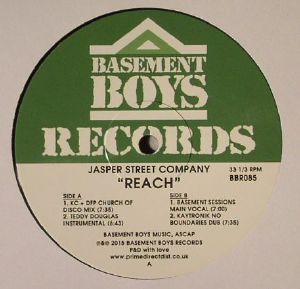 BASEMENT
BOYS
RECORDS
JASPER STREET COMPANY
33 1/3 RPM
"REACH"
BBR085
SIDE A
1. KC + DFP CHURCH OF
DISCO MIX (7:35)
2. TEDDY DOUGLAS
INSTRUMENTAL (6:43)
SIDE B
1. BASEMENT SESSIONS
MAIN VOCAL (7:00)
2. KAYTRONIK NO
BOUNDARIES DUB (7:35)
BASEMENT BOYS MUSIC, ASCAP
℗&© 2015 BASEMENT BOYS RECORDS
P&D with love
www.primedirectdist.co.uk
A